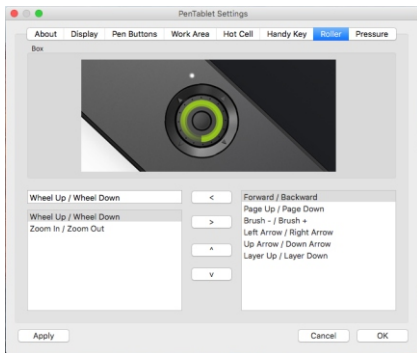 PenTablet Settings
About Display Pen Buttons Work Area Hot Cell Handy Key Roller Pressure
Box
Wheel Up / Wheel Down
<
Forward / Backward
Page Up / Page Down
Wheel Up / Wheel Down
>
Brush - / Brush +
Zoom In / Zoom Out
Left Arrow / Right Arrow
^
Up Arrow / Down Arrow
Layer Up / Layer Down
v
Apply Cancel OK